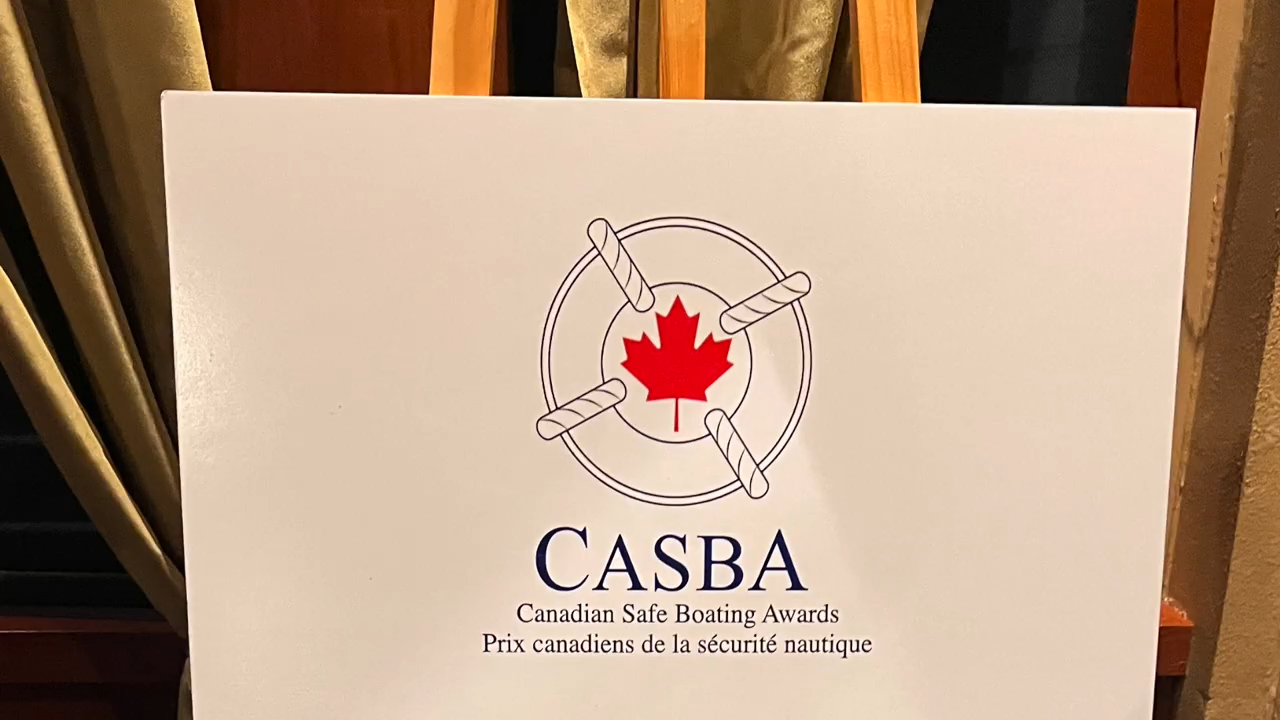 CASBA
Canadian Safe Boating Awards
Prix canadiens de la sécurité nautique